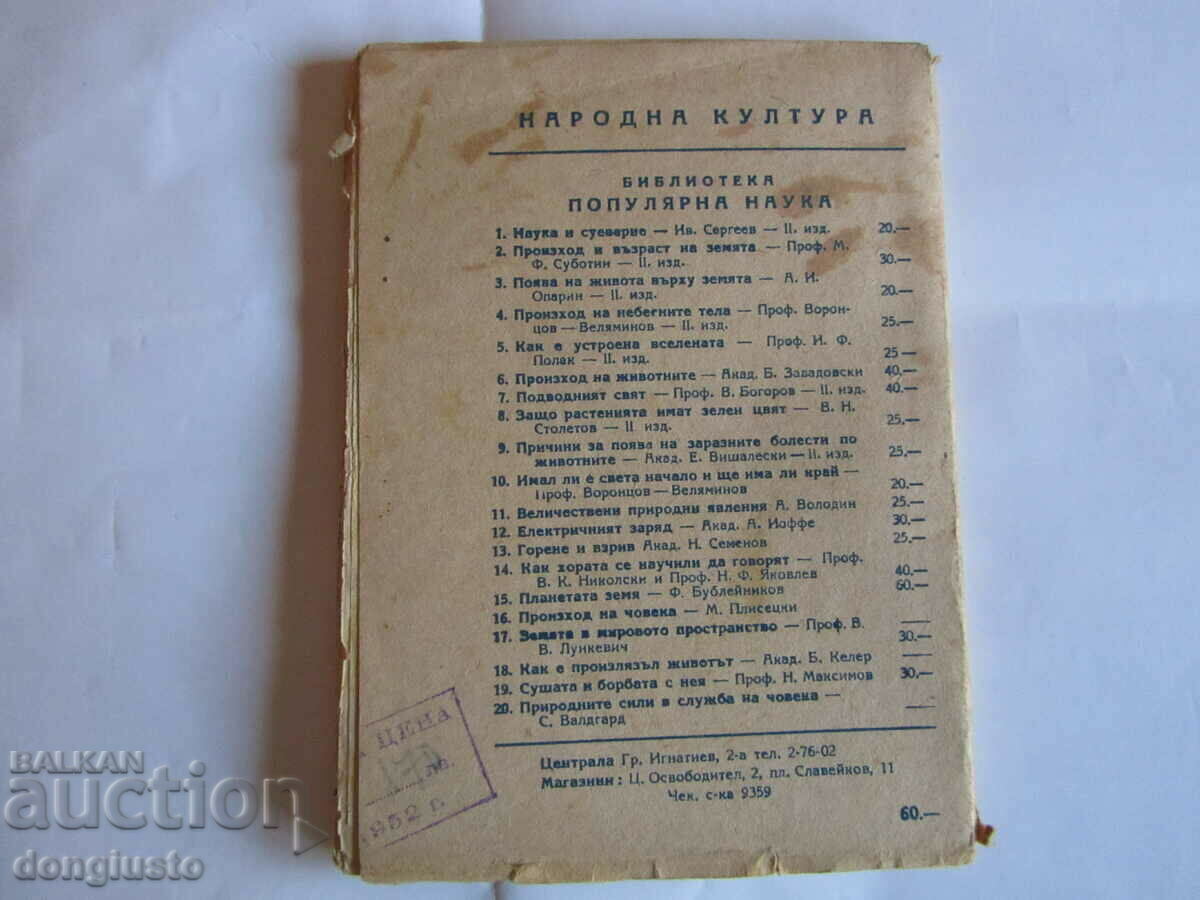 НАРОДНА КУЛТУРА
БИБЛИОТЕКА
ПОПУЛЯРНА НАУКА
1. Наука и суеверие — Ив. Сергеев — II. изд. 20.—
2. Произход и възраст на земята — Проф. М.
Ф. Суботин — II. изд. 30.—
3. Поява на живота върху земята — А. И.
Опарин — II. изд. 20.—
4. Произход на небесните тела — Проф. Ворон-
цов — Веляминов — II. изд. 25.—
5. Как е устроена вселената — Проф. И. Ф.
Полак — II. изд. 25 —
6. Произход на животните — Акад. Б. Завадовски 40.—
7. Подводният свят — Проф. В. Богоров — II. изд. 40.—
8. Защо растенията имат зелен цвят — В. Н.
Столетов — II изд. 25.—
9. Причини за поява на заразните болести по
животните — Акад. Е. Вишалески — II. изд. 25.—
10. Имал ли е света начало и ще има ли край —
Проф. Воронцов — Веляминов 20.—
11. Величествени природни явления А. Володин 25.—
12. Електричният заряд — Акад. А. Иоффе 30.—
13. Горене и взрив Акад. Н. Семенов 25.—
14. Как хората се научили да говорят — Проф.
В. К. Николски и Проф. Н. Ф. Яковлев 40.—
15. Планетата земя — Ф. Бублейников 60.—
16. Произход на човека — М. Плисецки
17. Земята в мировото пространство — Проф. В. ——
В. Лункевич 30.—
18. Как е произлязъл животът — Акад. Б. Келер ——
19. Сушата и борбата с нея — Проф. Н. Максимов 30.—
20. Природните сили в служба на човека —
С. Валдгард ——
Централа Гр. Игнатиев, 2-а тел. 2-76-02
Магазини: Ц. Освободител, 2, пл. Славейков, 11
Чек. с-ка 9359
60.—
ЦЕНА
лв.
952 г.
BALKAN
auction
dongiusto